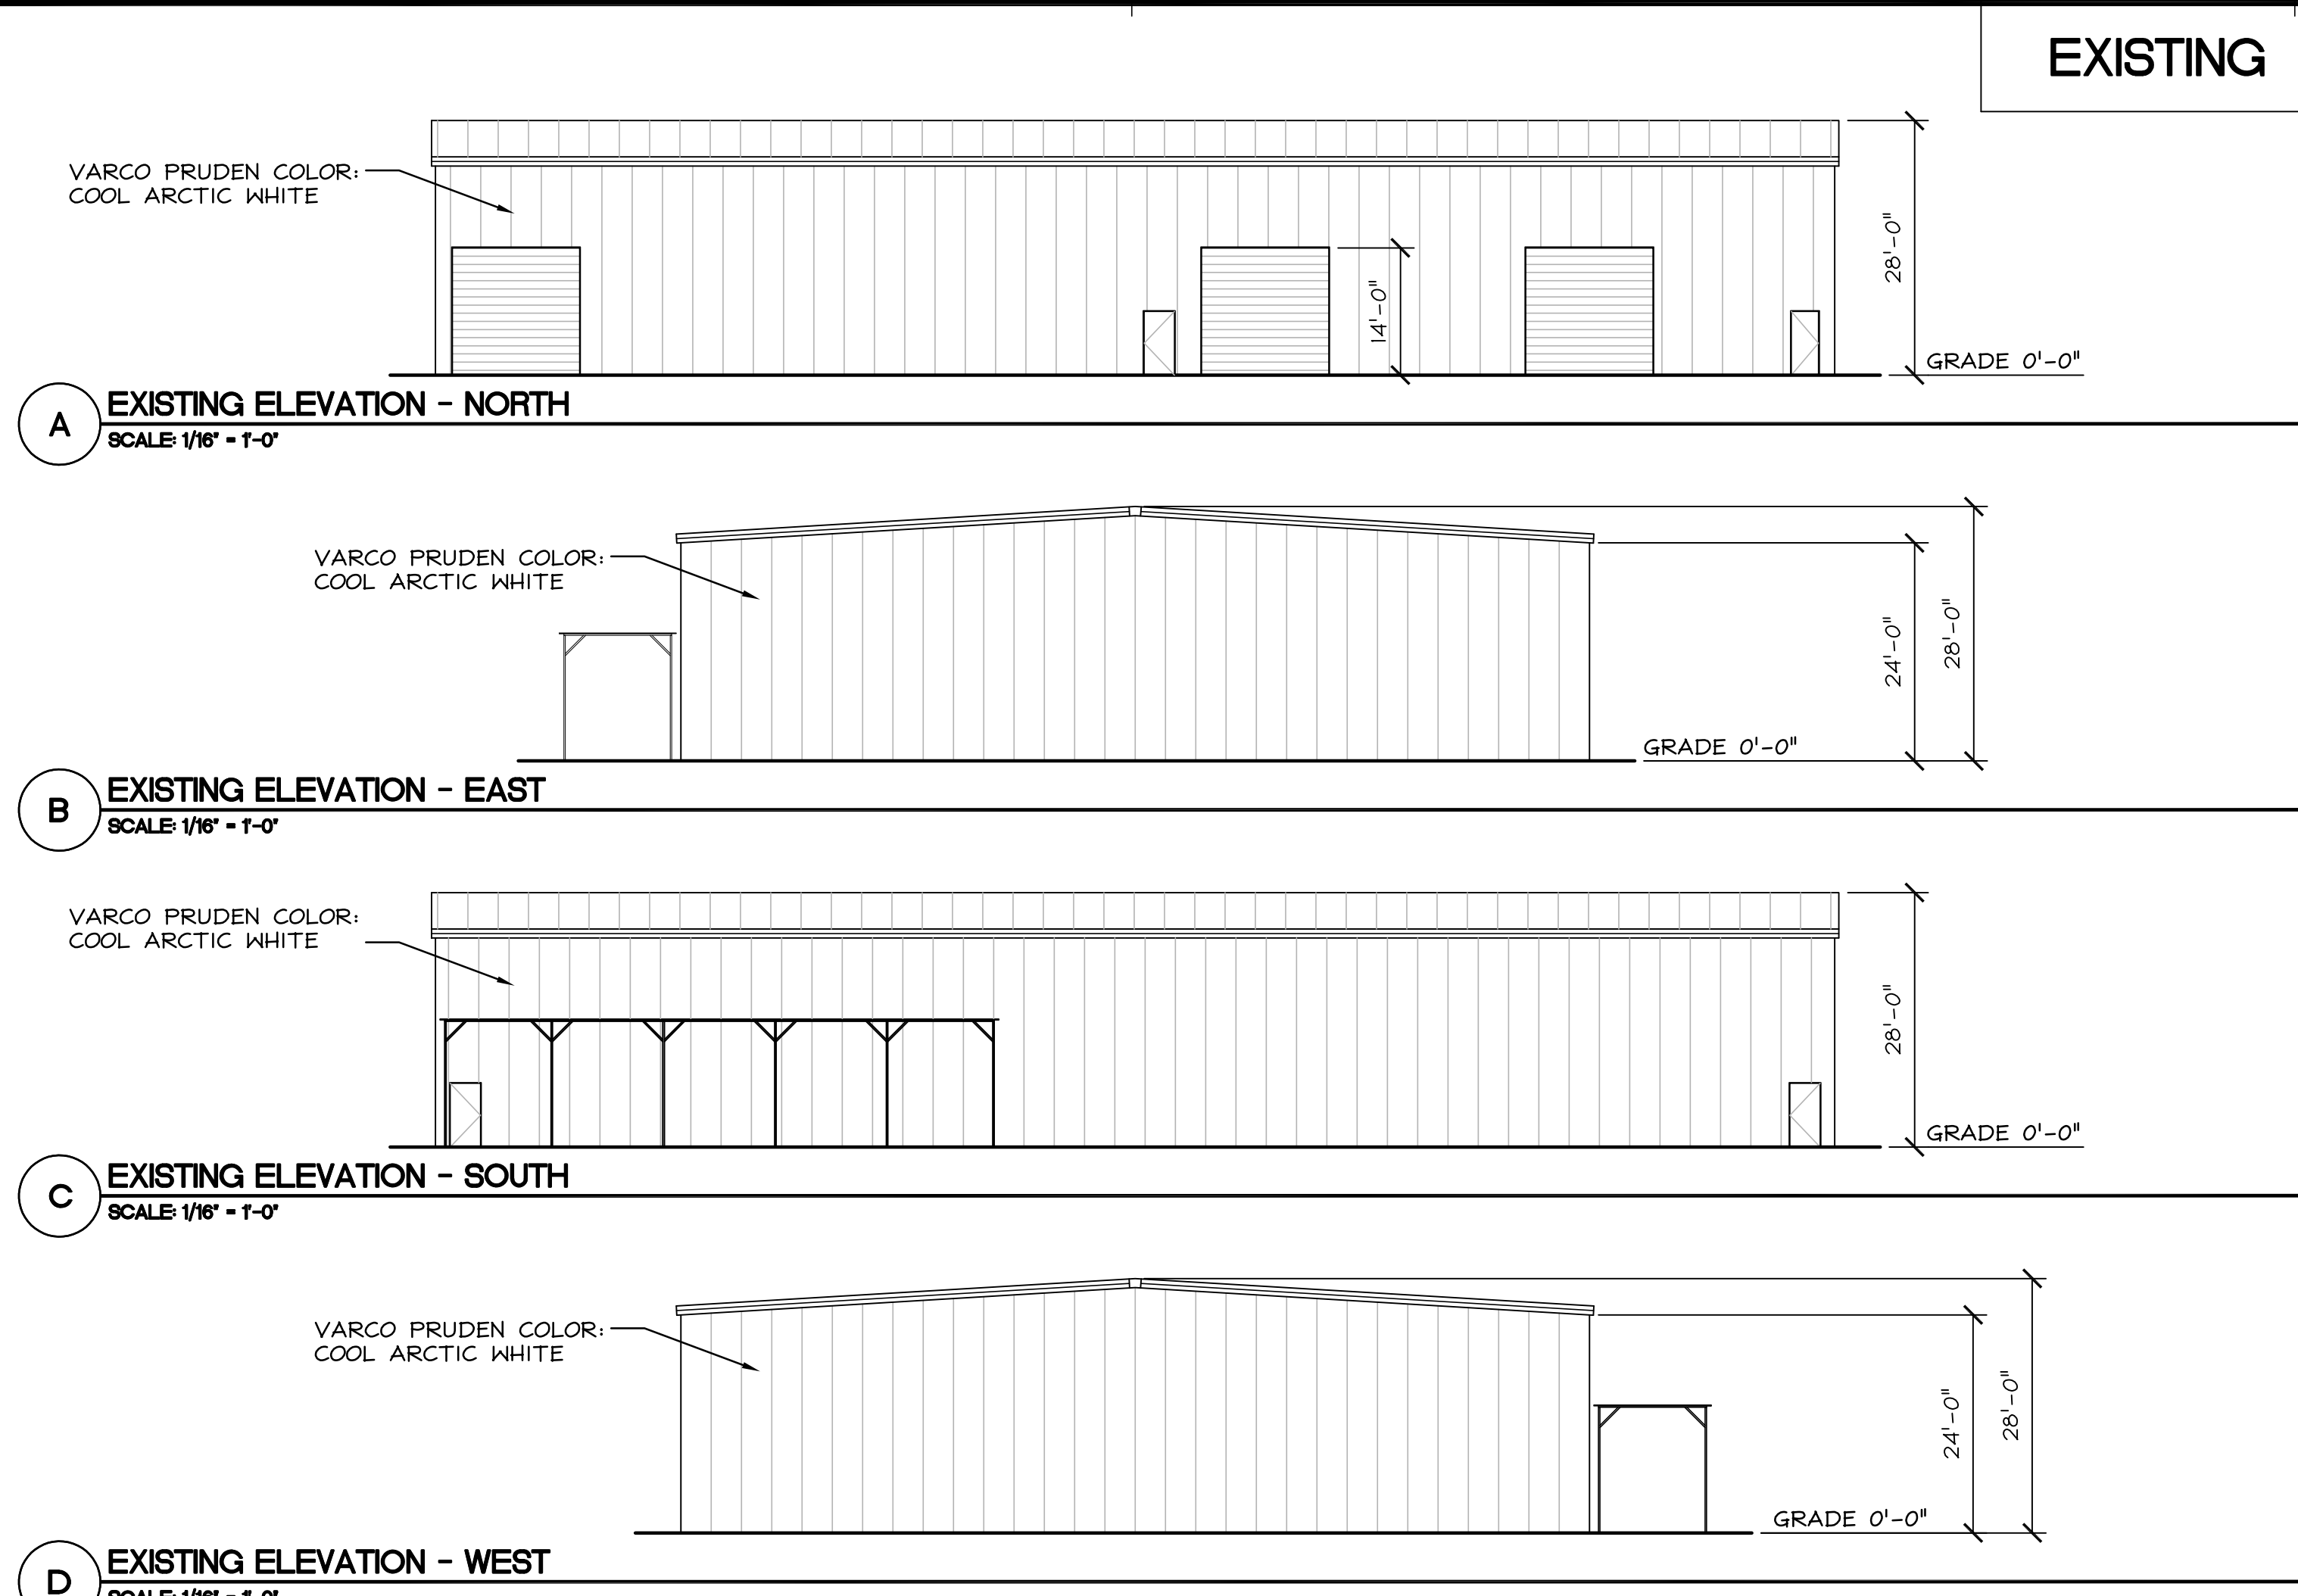 EXISTING
VARCO PRUDEN COLOR:
COOL ARCTIC WHITE
14'-0"
28'-0"
GRADE 0'-0"
A
EXISTING ELEVATION - NORTH
SCALE: 1/16" = 1'-0"
VARCO PRUDEN COLOR:
COOL ARCTIC WHITE
24'-0"
28'-0"
GRADE 0'-0"
B
EXISTING ELEVATION - EAST
SCALE: 1/16" = 1'-0"
VARCO PRUDEN COLOR:
COOL ARCTIC WHITE
28'-0"
GRADE 0'-0"
C
EXISTING ELEVATION - SOUTH
SCALE: 1/16" = 1'-0"
VARCO PRUDEN COLOR:
COOL ARCTIC WHITE
24'-0"
28'-0"
GRADE 0'-0"
D
EXISTING ELEVATION - WEST